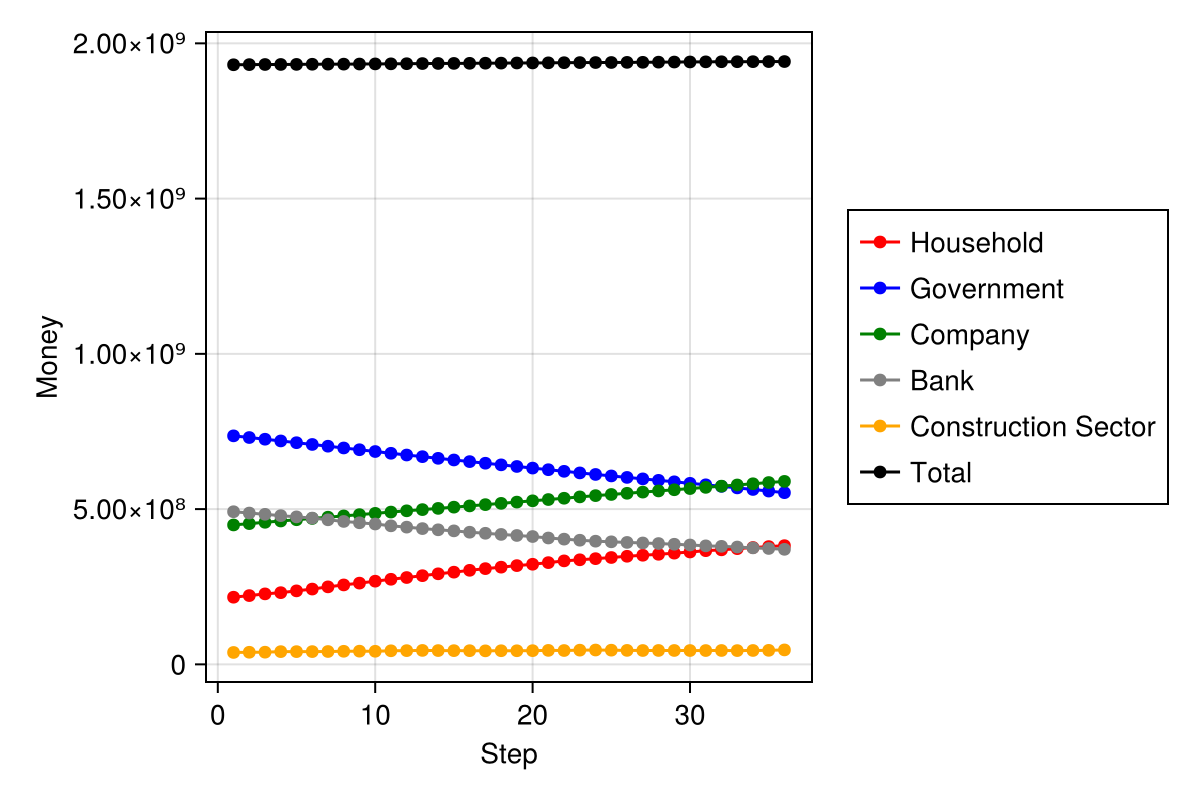 2.00×10⁹
1.50×10⁹
1.00×10⁹
5.00×10⁸
0
Money
0 10 20 30
Step
Household
Government
Company
Bank
Construction Sector
Total